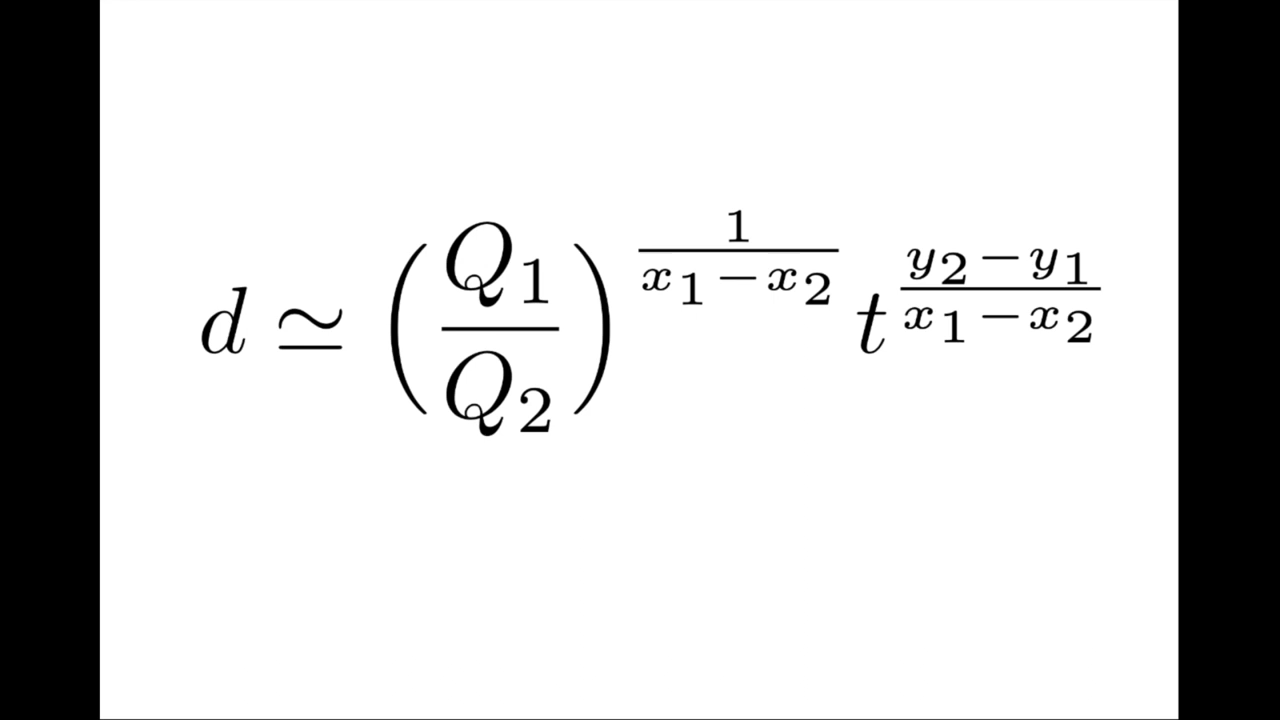 d ≃ (Q₁/Q₂)^(1/(x₁−x₂)) t^((y₂−y₁)/(x₁−x₂))